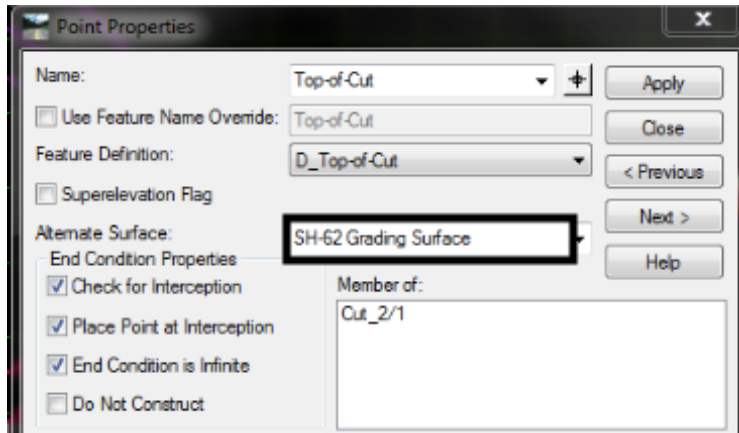 Point Properties
x
Name:
Top-of-Cut
Apply
Use Feature Name Override:
Top-of-Cut
Close
Feature Definition:
D_Top-of-Cut
< Previous
Superelevation Flag
Next >
Alternate Surface:
SH-62 Grading Surface
Help
End Condition Properties
Check for Interception
Place Point at Interception
End Condition is Infinite
Do Not Construct
Member of:
Cut_2/1